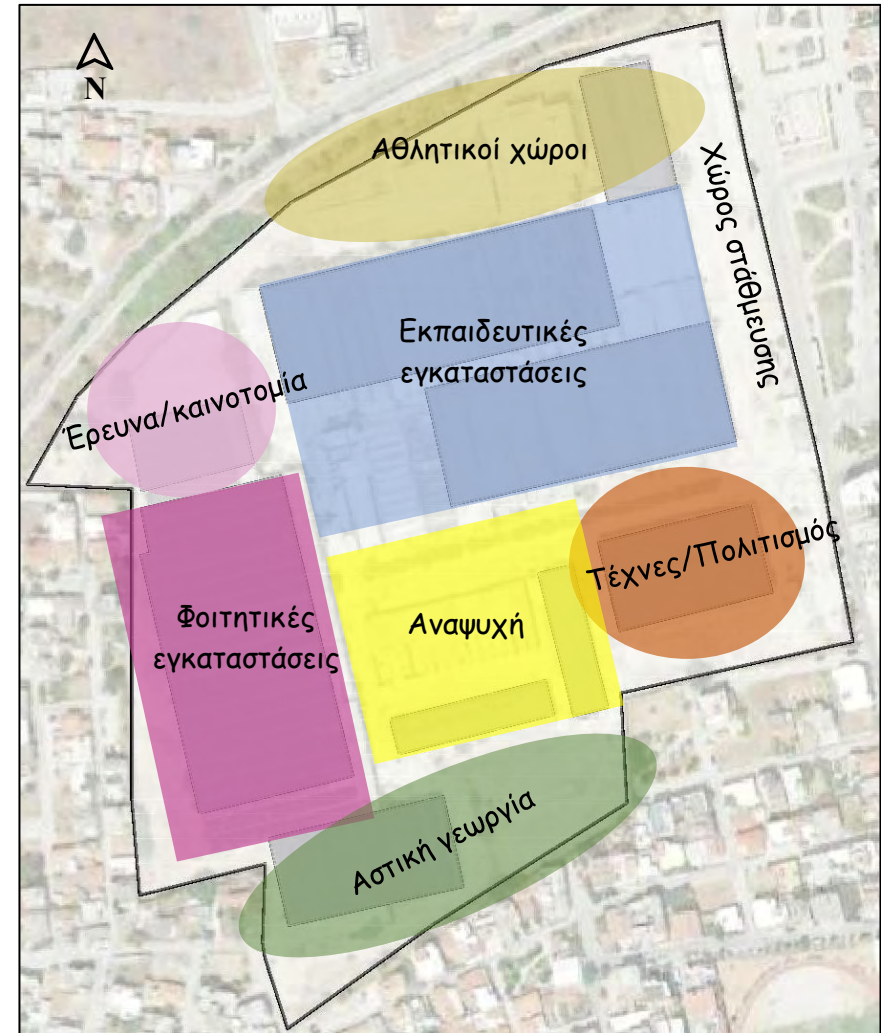 N
Αθλητικοί χώροι
Χώρος στάθμευσης
Εκπαιδευτικές
εγκαταστάσεις
Έρευνα/καινοτομία
Τέχνες/Πολιτισμός
Φοιτητικές
εγκαταστάσεις
Αναψυχή
Αστική γεωργία